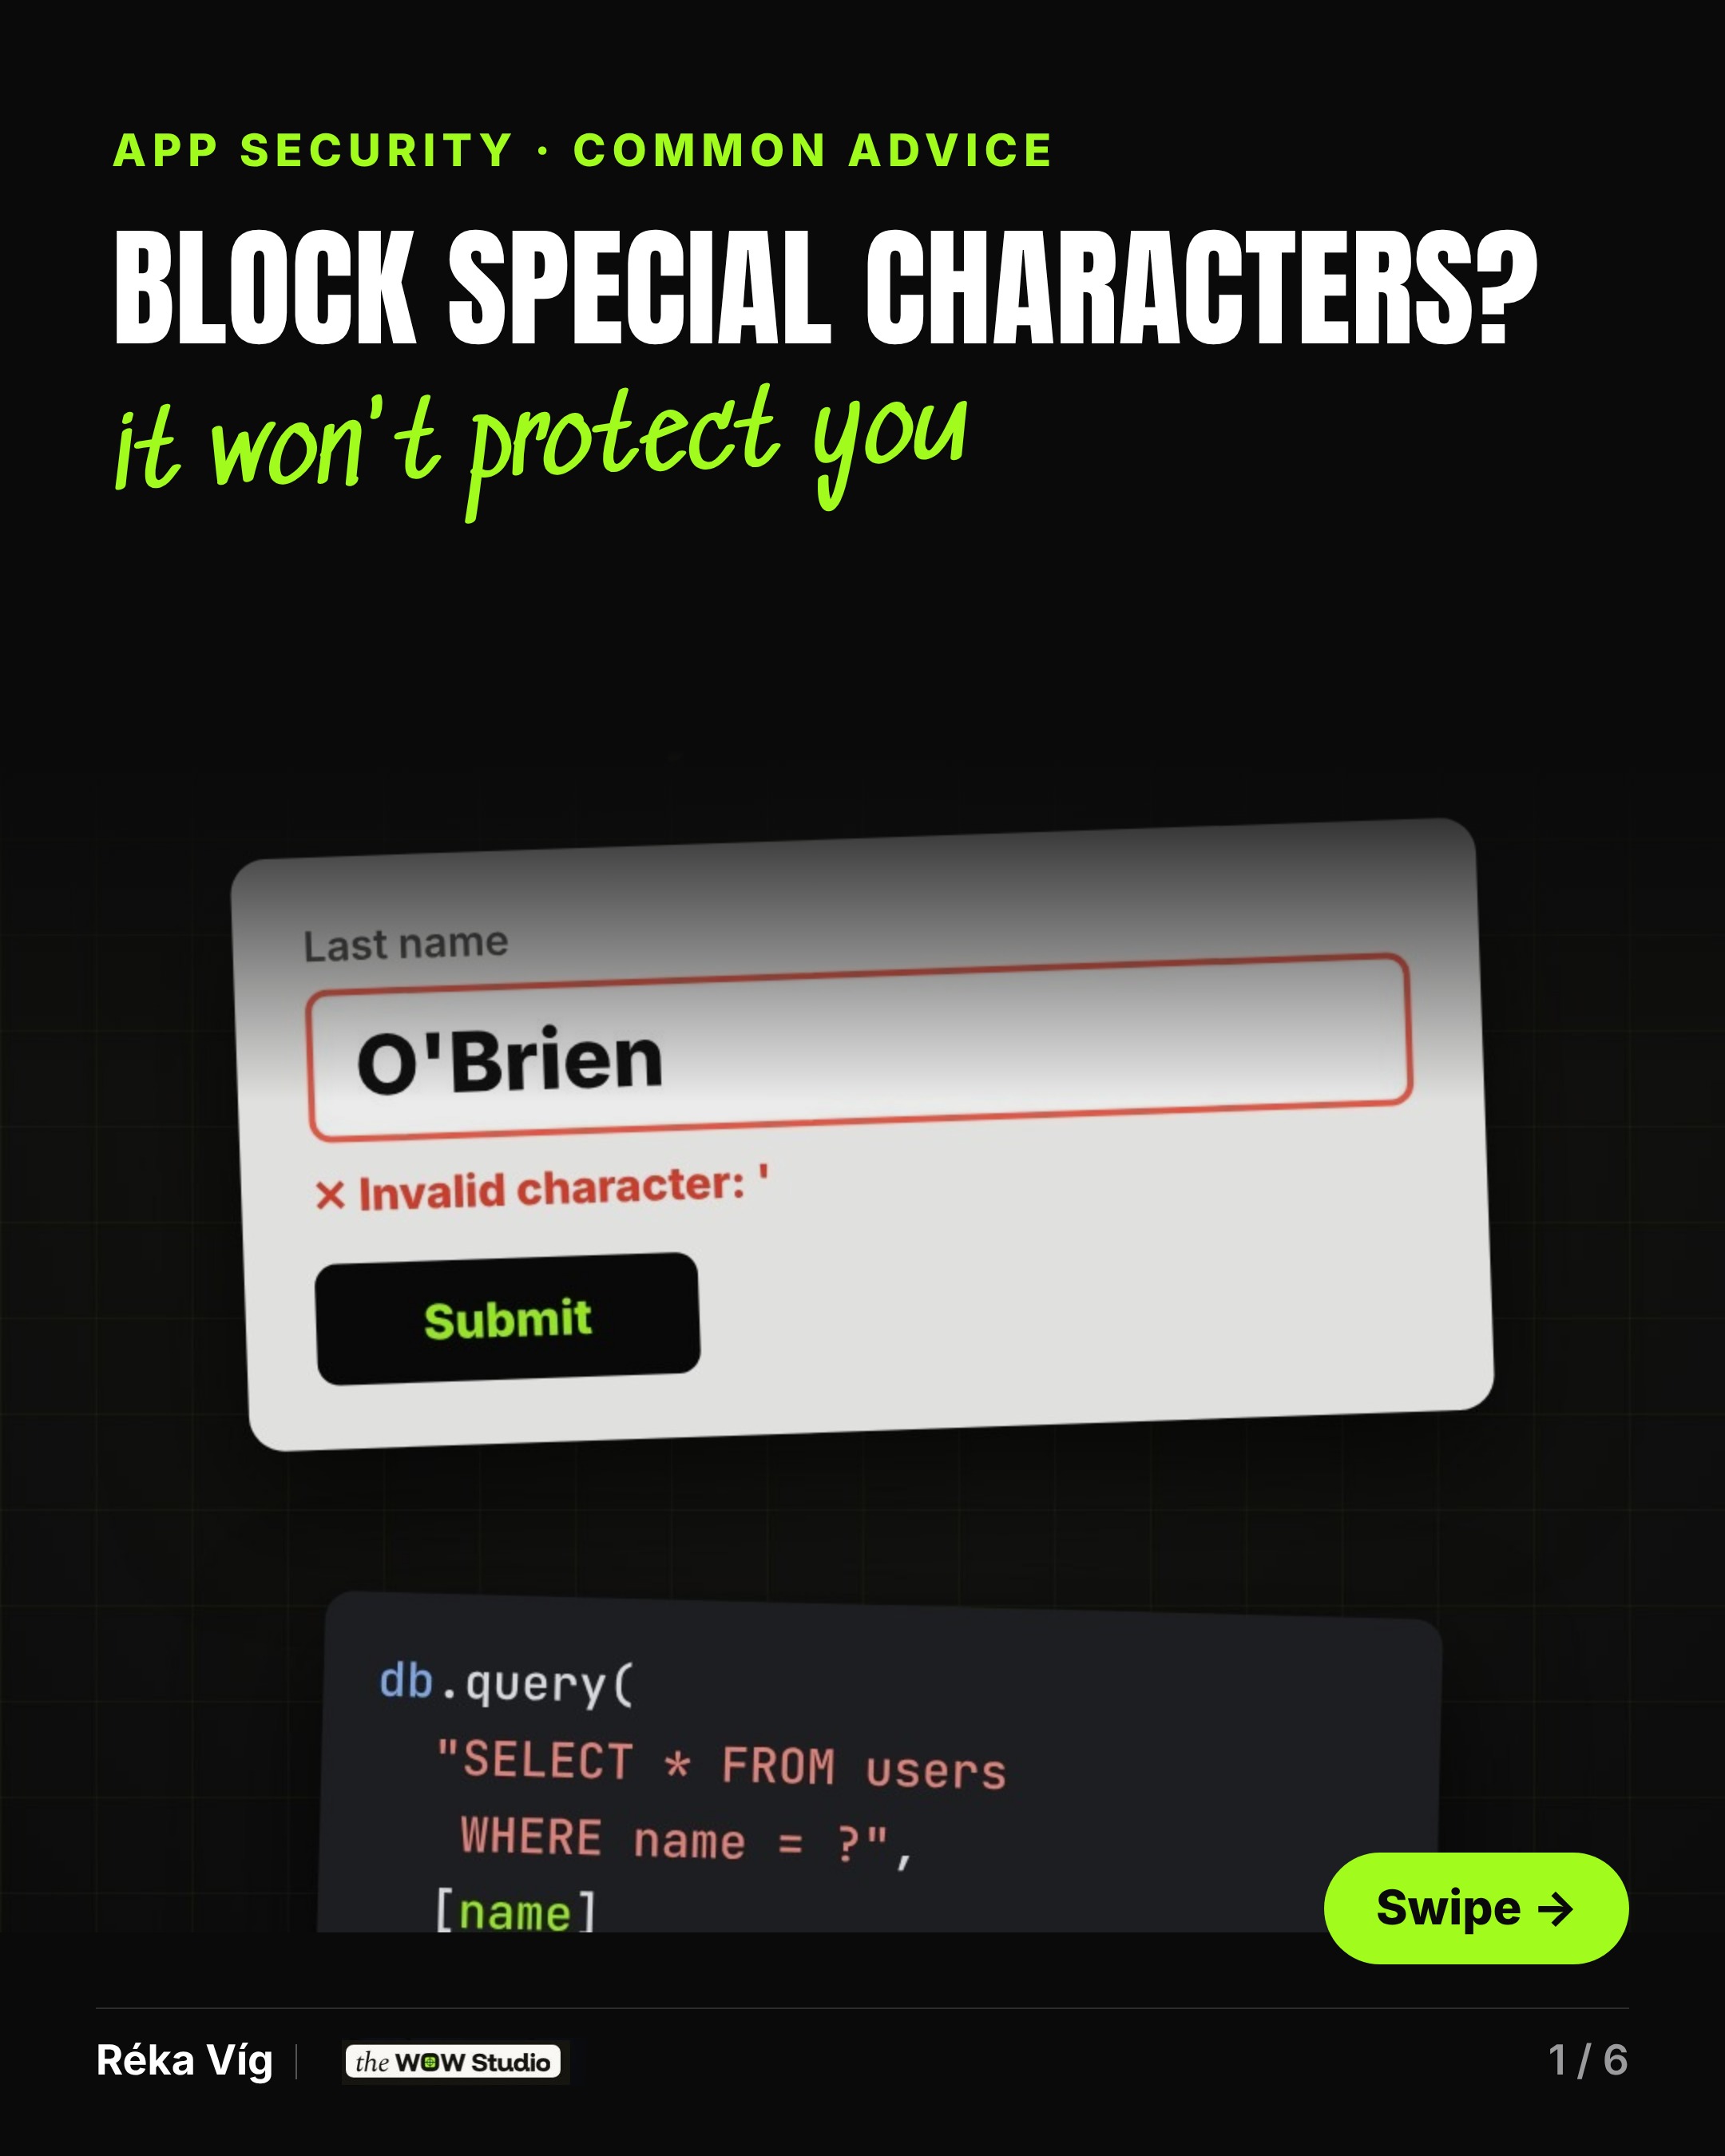 APP SECURITY · COMMON ADVICE
BLOCK SPECIAL CHARACTERS?
it won't protect you
Last name
O'Brien
× Invalid character: '
Submit
db.query(
"SELECT * FROM users
WHERE name = ?",
[name]
Swipe →
Réka Víg
the WOW Studio
1 / 6